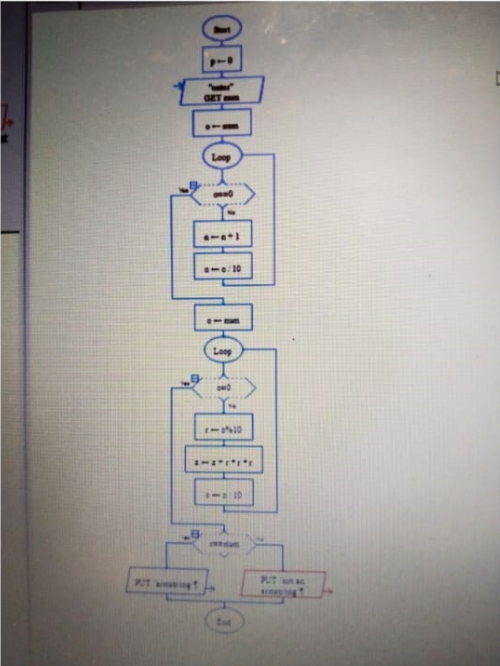 Start
p ← 0
"enter"
GET num
o ← num
Loop
Yes
o==0
No
n ← n + 1
o ← o / 10
o ← num
Loop
Yes
o=0
No
r ← o%10
z ← z + r * r * r
o ← o / 10
Yes
No
PUT "armstrong"¶
PUT "not an
armstrong"¶
End